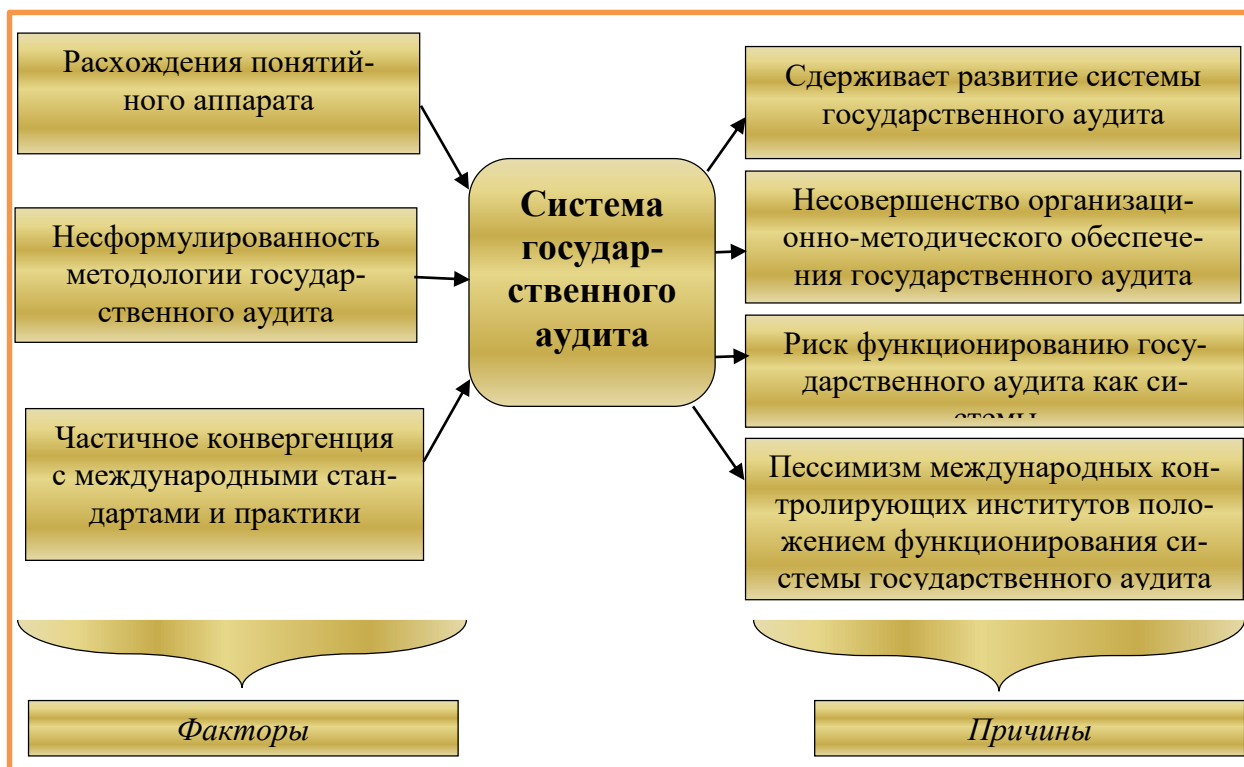 Расхождения понятий-
ного аппарата
Несформулированность
методологии государ-
ственного аудита
Частичное конвергенция
с международными стан-
дартами и практики
Система
государ-
ственного
аудита
Сдерживает развитие системы
государственного аудита
Несовершенство организаци-
онно-методического обеспече-
ния государственного аудита
Риск функционированию госу-
дарственного аудита как си-
стемы
Пессимизм международных кон-
тролирующих институтов поло-
жением функционирования си-
стемы государственного аудита
Факторы
Причины